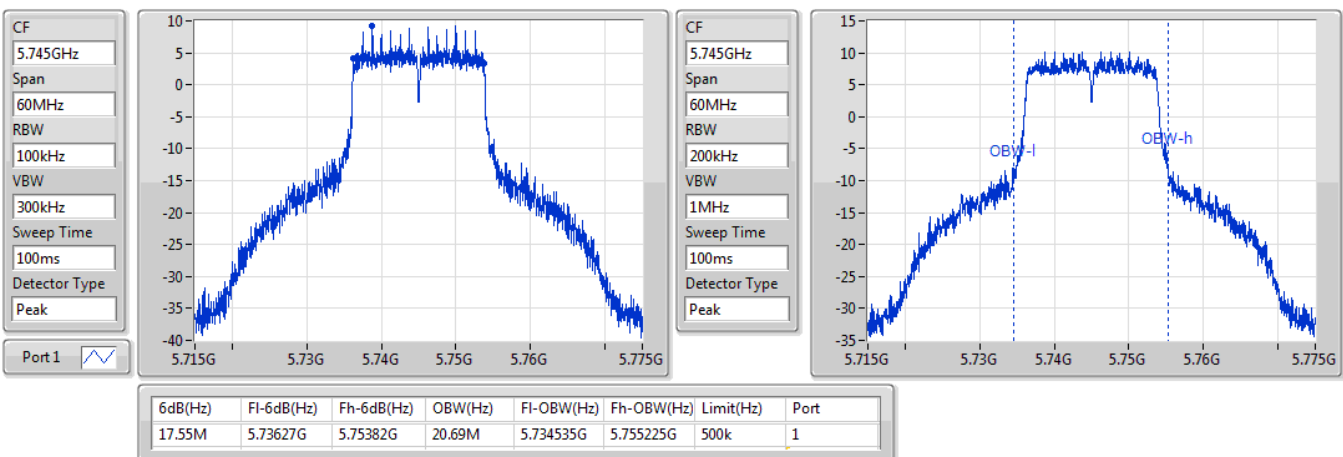 CF
5.745GHz
Span
60MHz
RBW
100kHz
VBW
300kHz
Sweep Time
100ms
Detector Type
Peak
Port 1
10
5
0
-5
-10
-15
-20
-25
-30
-35
-40
5.715G 5.73G 5.74G 5.75G 5.76G 5.775G
CF
5.745GHz
Span
60MHz
RBW
200kHz
VBW
1MHz
Sweep Time
100ms
Detector Type
Peak
15
10
5
0
-5
-10
-15
-20
-25
-30
-35
OBW-l
OBW-h
5.715G 5.73G 5.74G 5.75G 5.76G 5.775G
6dB(Hz) Fl-6dB(Hz) Fh-6dB(Hz) OBW(Hz) Fl-OBW(Hz) Fh-OBW(Hz) Limit(Hz) Port
17.55M 5.73627G 5.75382G 20.69M 5.734535G 5.755225G 500k 1